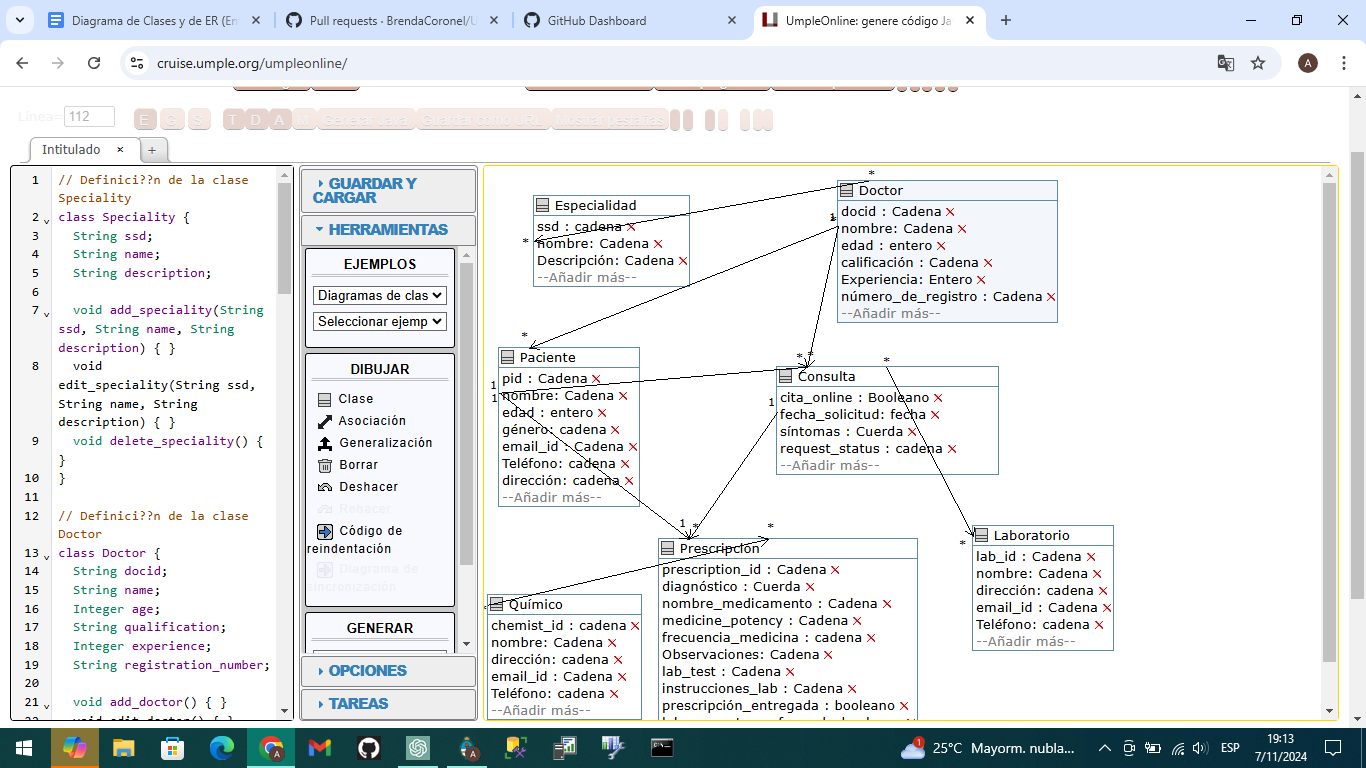 Diagrama de Clases y de ER (En
Pull requests · BrendaCoronel/U
GitHub Dashboard
UmpleOnline: genere código Ja
cruise.umple.org/umpleonline/
A
Línea=
112
E G S T D A M Generar Java Guardar como URL Mostrar pestañas
Intitulado
1 // Definici??n de la clase
Speciality
2 class Speciality {
3 String ssd;
4 String name;
5 String description;
6
7 void add_speciality(String
ssd, String name, String
description) { }
8 void
edit_speciality(String ssd,
String name, String
description) { }
9 void delete_speciality() {
}
10 }
11
12 // Definici??n de la clase
Doctor
13 class Doctor {
14 String docid;
15 String name;
16 Integer age;
17 String qualification;
18 Integer experience;
19 String registration_number;
20
21 void add_doctor() { }
22 void edit_doctor() { }
GUARDAR Y
CARGAR
HERRAMIENTAS
EJEMPLOS
Diagramas de clas
Seleccionar ejemp
DIBUJAR
Clase
Asociación
Generalización
Borrar
Deshacer
Rehacer
Código de
reindentación
Diagrama de
sincronización
GENERAR
OPCIONES
TAREAS
Especialidad
ssd : cadena
nombre: Cadena
Descripción: Cadena
--Añadir más--
*
*
Doctor
docid : Cadena
nombre: Cadena
edad : entero
calificación : Cadena
Experiencia: Entero
número_de_registro : Cadena
--Añadir más--
1
*
Paciente
pid : Cadena
nombre: Cadena
edad : entero
género: cadena
email_id : Cadena
Teléfono: cadena
dirección: cadena
--Añadir más--
1
1
* *
*
Consulta
cita_online : Booleano
fecha_solicitud: fecha
síntomas : Cuerda
request_status : cadena
--Añadir más--
1
1 *
*
Prescripción
prescription_id : Cadena
diagnóstico : Cuerda
nombre_medicamento : Cadena
medicine_potency : Cadena
frecuencia_medicina : cadena
Observaciones: Cadena
lab_test : Cadena
instrucciones_lab : Cadena
prescripción_entregada : booleano
Químico
chemist_id : cadena
nombre: Cadena
dirección: cadena
email_id : Cadena
Teléfono: cadena
--Añadir más--
*
Laboratorio
lab_id : Cadena
nombre: Cadena
dirección: cadena
email_id : Cadena
Teléfono: cadena
--Añadir más--
1
25°C Mayorm. nubla...
ESP
19:13
7/11/2024